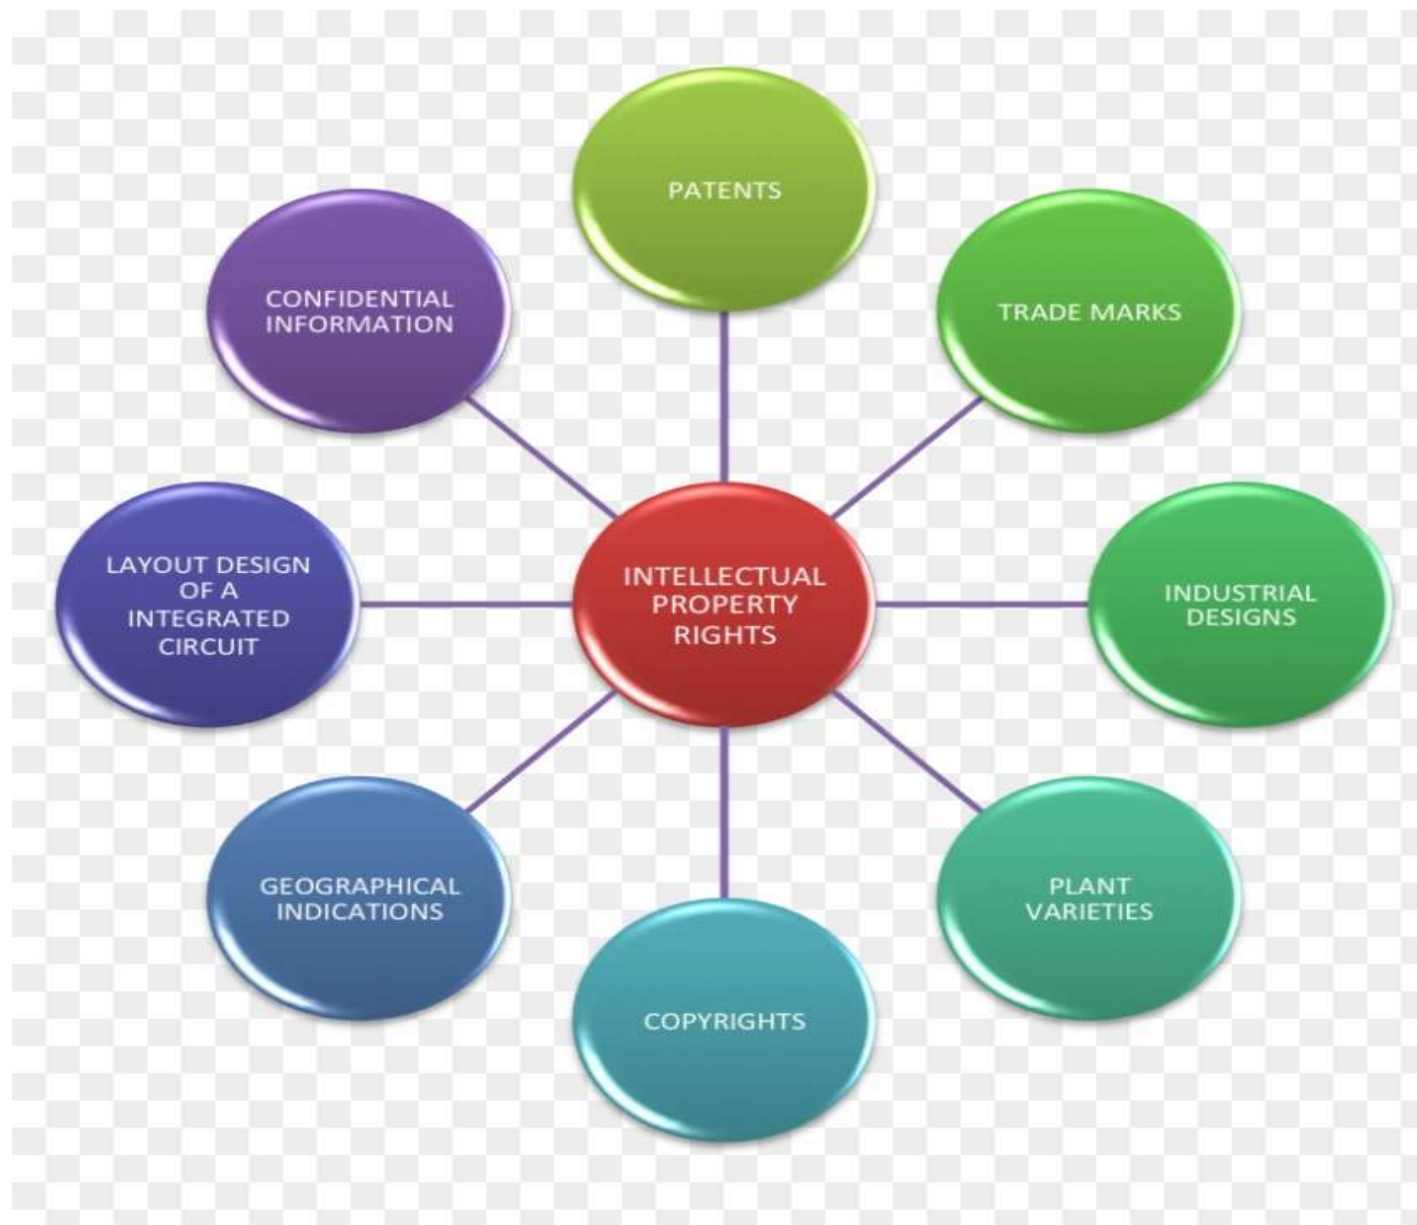 PATENTS
TRADE MARKS
CONFIDENTIAL
INFORMATION
INTELLECTUAL
PROPERTY
RIGHTS
LAYOUT DESIGN
OF A
INTEGRATED
CIRCUIT
INDUSTRIAL
DESIGNS
GEOGRAPHICAL
INDICATIONS
PLANT
VARIETIES
COPYRIGHTS